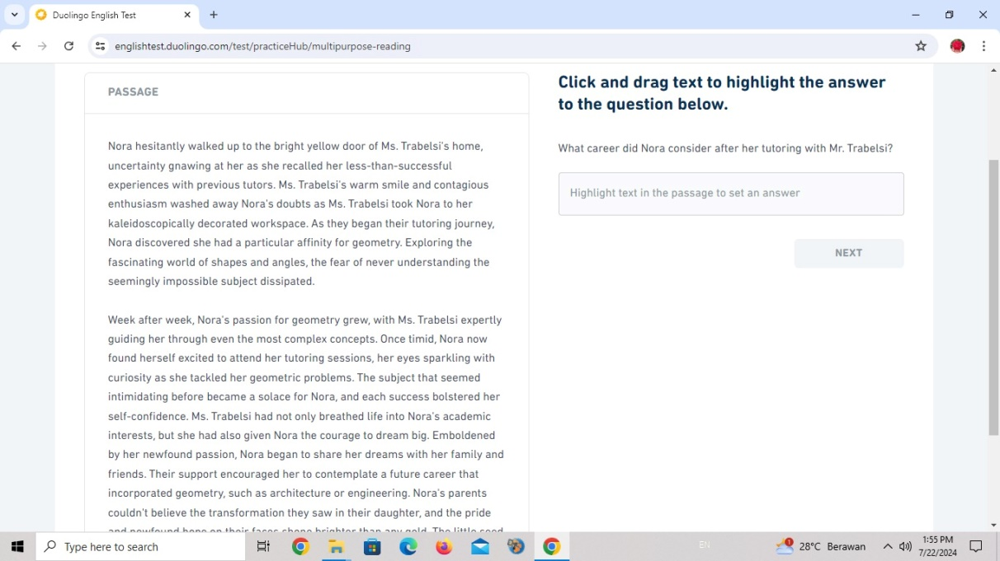 Duolingo English Test
englishtest.duolingo.com/test/practiceHub/multipurpose-reading
PASSAGE
Nora hesitantly walked up to the bright yellow door of Ms. Trabelsi's home,
uncertainty gnawing at her as she recalled her less-than-successful
experiences with previous tutors. Ms. Trabelsi's warm smile and contagious
enthusiasm washed away Nora's doubts as Ms. Trabelsi took Nora to her
kaleidoscopically decorated workspace. As they began their tutoring journey,
Nora discovered she had a particular affinity for geometry. Exploring the
fascinating world of shapes and angles, the fear of never understanding the
seemingly impossible subject dissipated.
Week after week, Nora's passion for geometry grew, with Ms. Trabelsi expertly
guiding her through even the most complex concepts. Once timid, Nora now
found herself excited to attend her tutoring sessions, her eyes sparkling with
curiosity as she tackled her geometric problems. The subject that seemed
intimidating before became a solace for Nora, and each success bolstered her
self-confidence. Ms. Trabelsi had not only breathed life into Nora's academic
interests, but she had also given Nora the courage to dream big. Emboldened
by her newfound passion, Nora began to share her dreams with her family and
friends. Their support encouraged her to contemplate a future career that
incorporated geometry, such as architecture or engineering. Nora's parents
couldn't believe the transformation they saw in their daughter, and the pride
and newfound hope on their faces shone brighter than any gold. The little seed
Click and drag text to highlight the answer
to the question below.
What career did Nora consider after her tutoring with Mr. Trabelsi?
Highlight text in the passage to set an answer
NEXT
Type here to search
EN
1
28°C Berawan
1:55 PM
7/22/2024